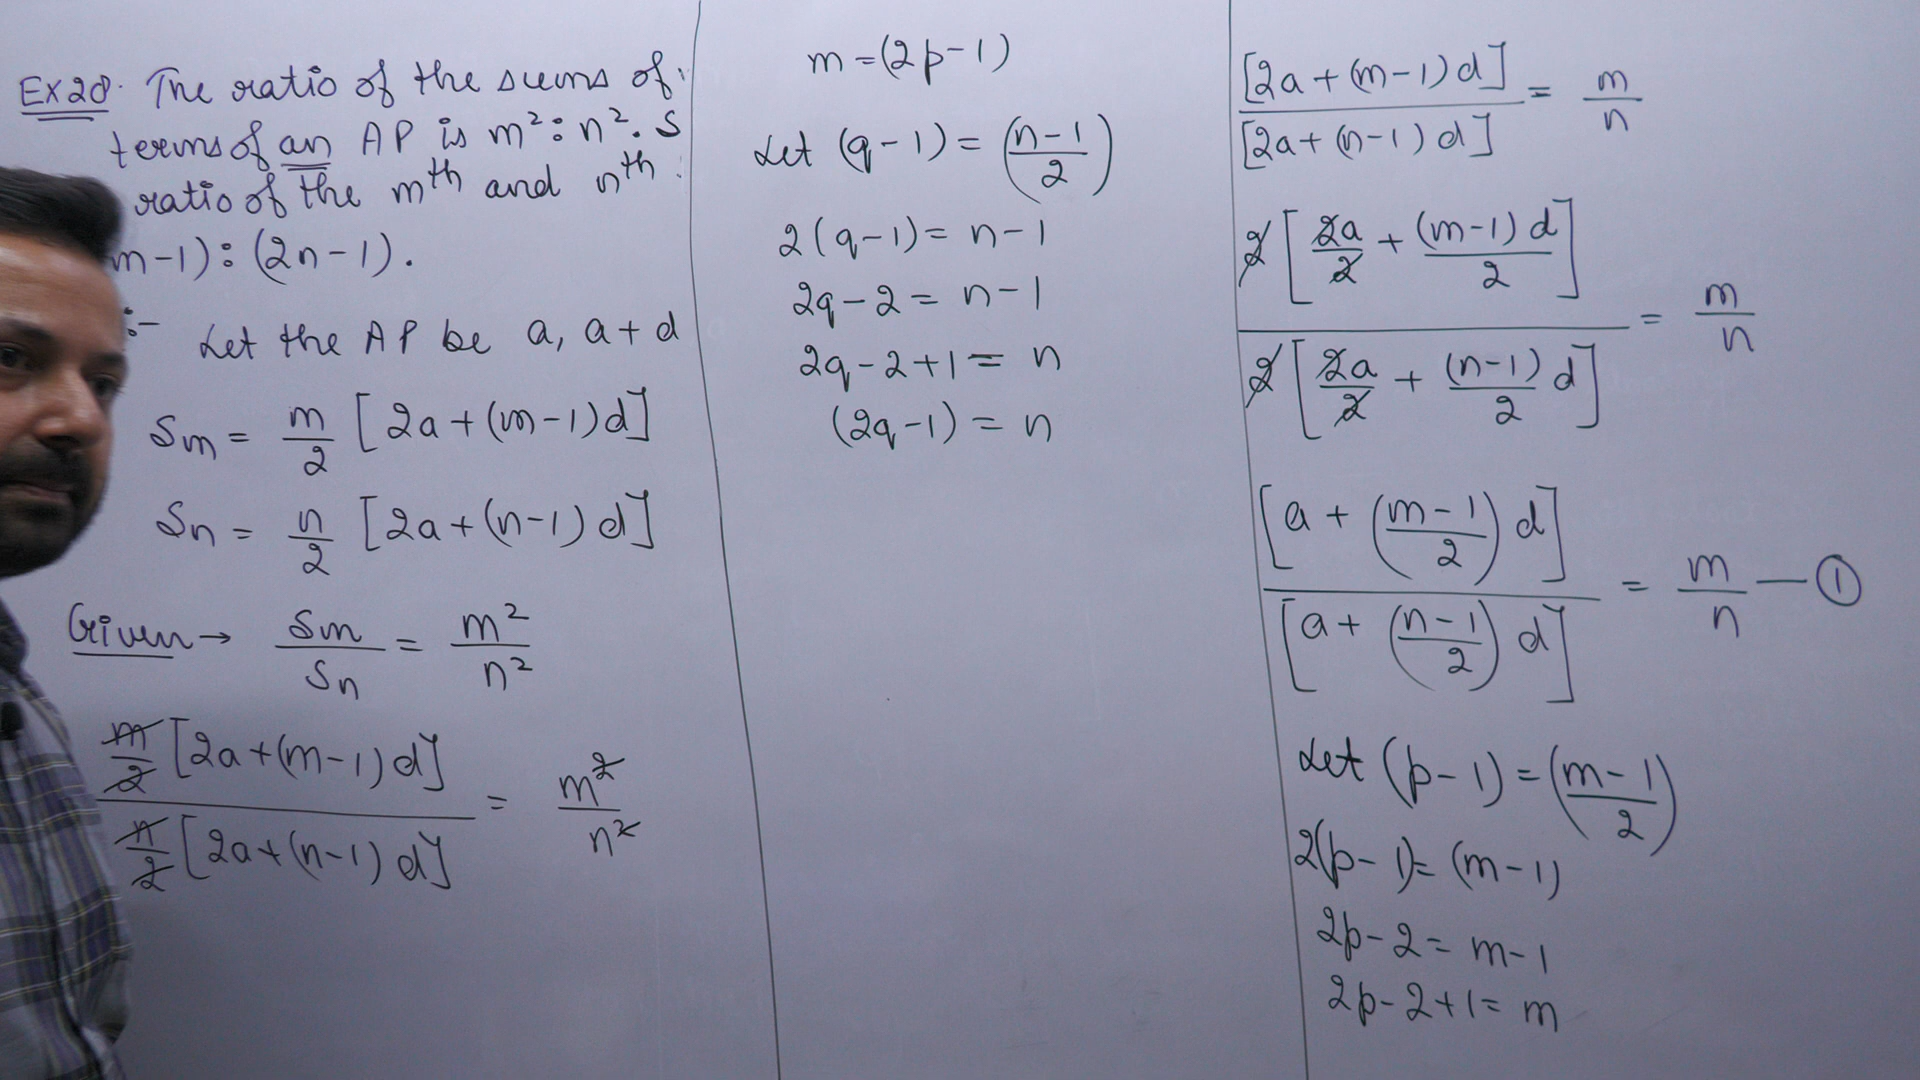 Ex 28. The ratio of the sums of
terms of an AP is m²:n². S
ratio of the mth and nth
m-1):(2n-1).
:- Let the AP be a, a+d
Sm = m/2 [2a+(m-1)d]
Sn = n/2 [2a+(n-1)d]
Given → Sm/Sn = m²/n²
m/2 [2a+(m-1)d] / n/2 [2a+(n-1)d] = m²/n²
m=(2p-1)
Let (q-1) = ((n-1)/2)
2(q-1) = n-1
2q-2 = n-1
2q-2+1 = n
(2q-1) = n
[2a+(m-1)d] / [2a+(n-1)d] = m/n
2[2a/2 + (m-1)d/2] / 2[2a/2 + (n-1)/2 d] = m/n
[a + ((m-1)/2) d] / [a + ((n-1)/2) d] = m/n — ①
Let (p-1) = ((m-1)/2)
2(p-1) = (m-1)
2p-2 = m-1
2p-2+1 = m